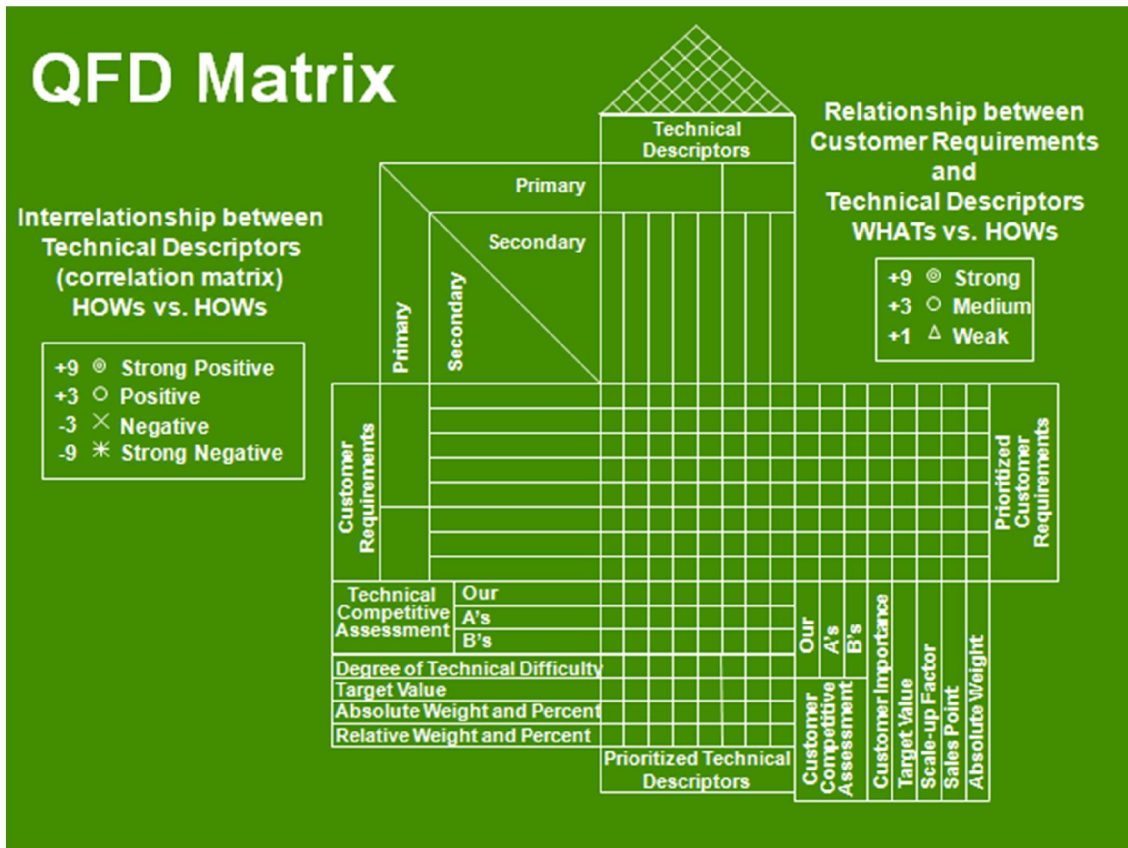 QFD Matrix
Technical
Descriptors
Relationship between
Customer Requirements
and
Technical Descriptors
WHATs vs. HOWs
+9 ◎ Strong
+3 ○ Medium
+1 △ Weak
Interrelationship between
Technical Descriptors
(correlation matrix)
HOWs vs. HOWs
+9 ◎ Strong Positive
+3 ○ Positive
-3 × Negative
-9 ✳ Strong Negative
Primary
Secondary
Primary
Secondary
Customer
Requirements
Prioritized
Customer
Requirements
Technical
Competitive
Assessment
Our
A's
B's
Degree of Technical Difficulty
Target Value
Absolute Weight and Percent
Relative Weight and Percent
Prioritized Technical
Descriptors
Our
A's
B's
Customer
Competitive
Assessment
Customer Importance
Target Value
Scale-up Factor
Sales Point
Absolute Weight